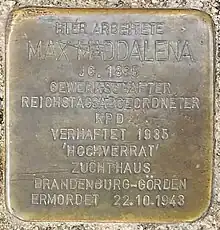 HIER ARBEITETE
MAX MADDALENA
JG. 1895
GEWERKSCHAFTER
REICHSTAGSABGEORDNETER
KPD
VERHAFTET 1935
'HOCHVERRAT'
ZUCHTHAUS
BRANDENBURG-GÖRDEN
ERMORDET 22.10.1943